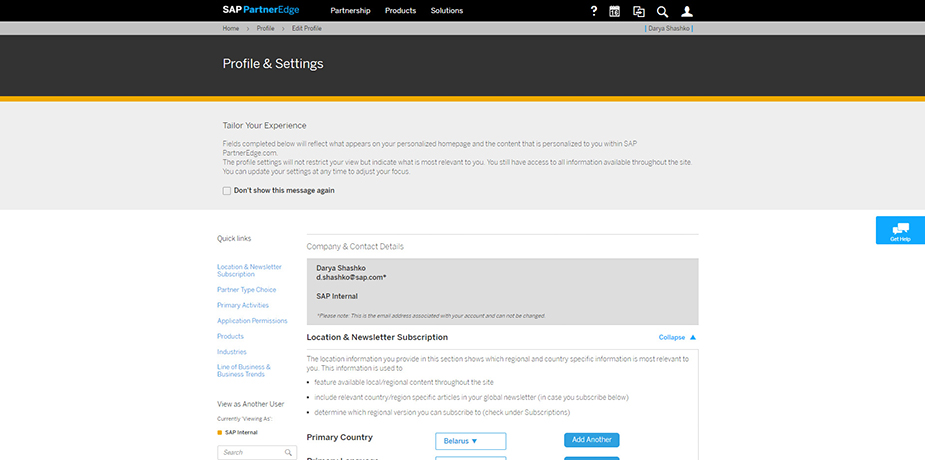 SAP PartnerEdge
Partnership Products Solutions
?
Home > Profile > Edit Profile
| Darya Shashko |
Profile & Settings
Tailor Your Experience
Fields completed below will reflect what appears on your personalized homepage and the content that is personalized to you within SAP
PartnerEdge.com.
The profile settings will not restrict your view but indicate what is most relevant to you. You still have access to all information available throughout the site.
You can update your settings at any time to adjust your focus.
Don't show this message again
Get Help
Quick links
Location & Newsletter
Subscription
Partner Type Choice
Primary Activities
Application Permissions
Products
Industries
Line of Business &
Business Trends
View as Another User
Currently 'Viewing As':
SAP Internal
Search
Company & Contact Details
Darya Shashko
d.shashko@sap.com*
SAP Internal
*Please note: This is the email address associated with your account and can not be changed.
Location & Newsletter Subscription
Collapse ▲
The location information you provide in this section shows which regional and country specific information is most relevant to
you. This information is used to
• feature available local/regional content throughout the site
• include relevant country/region specific articles in your global newsletter (in case you subscribe below)
• determine which regional version you can subscribe to (check under Subscriptions)
Primary Country
Belarus ▼
Add Another
Primary Language